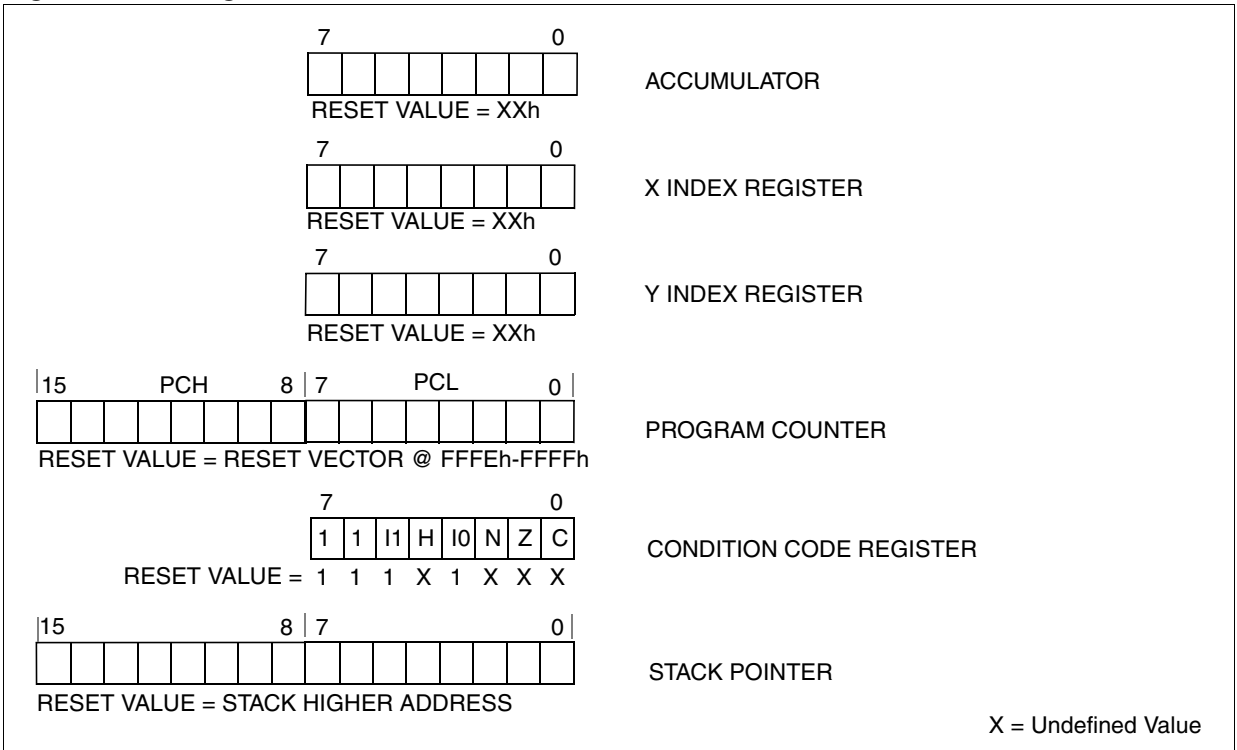 7 0
ACCUMULATOR
RESET VALUE = XXh
7 0
X INDEX REGISTER
RESET VALUE = XXh
7 0
Y INDEX REGISTER
RESET VALUE = XXh
15 PCH 8 7 PCL 0
PROGRAM COUNTER
RESET VALUE = RESET VECTOR @ FFFEh-FFFFh
7 0
1 1 I1 H I0 N Z C
CONDITION CODE REGISTER
RESET VALUE = 1 1 1 X 1 X X X
15 8 7 0
STACK POINTER
RESET VALUE = STACK HIGHER ADDRESS
X = Undefined Value